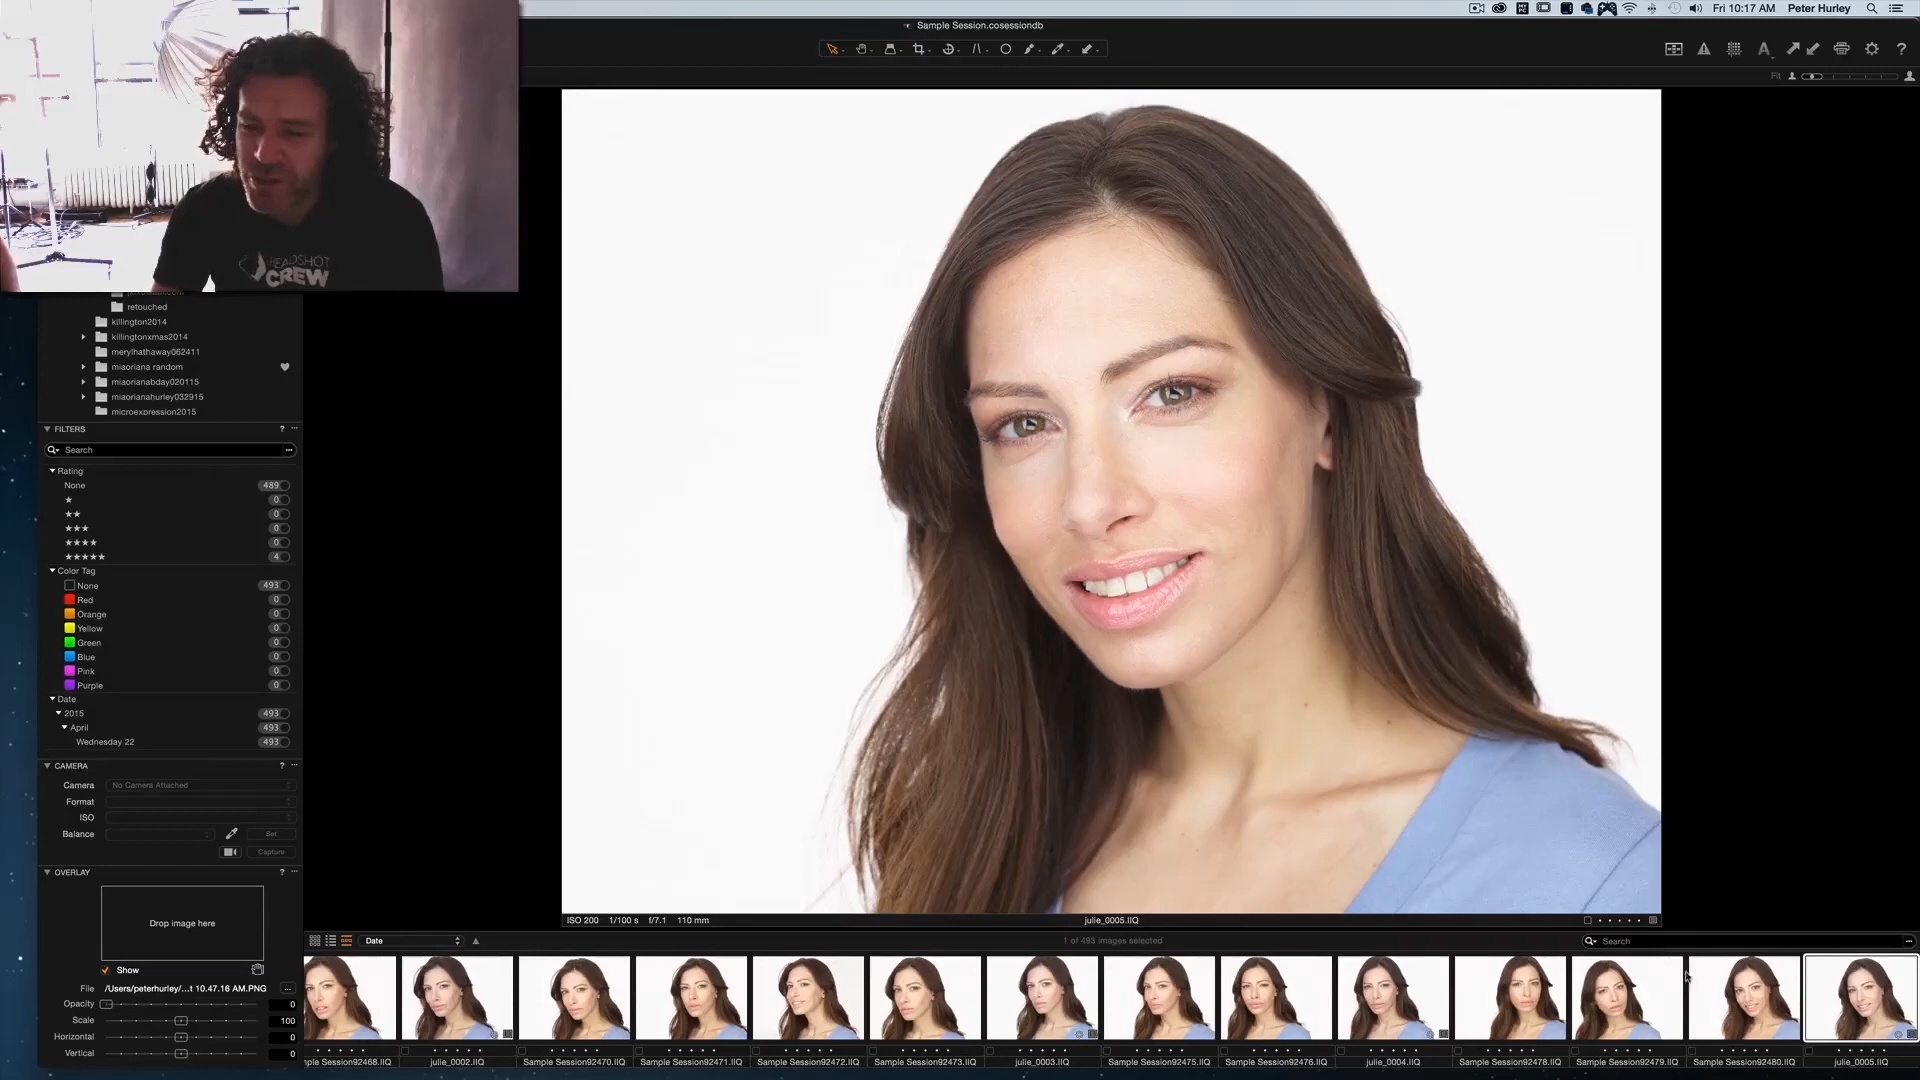 Fri 10:17 AM Peter Hurley
Sample Session.cosessiondb
A ?
Fit
HEADSHOT
CREW
retouched
killington2014
killingtonxmas2014
merylhathaway062411
miaoriana random
miaorianabday020115
miaorianahurley032915
microexpression2015
FILTERS ? ...
Search
Rating
None 489
★ 0
★★ 0
★★★ 0
★★★★ 0
★★★★★ 4
Color Tag
None 493
Red 0
Orange 0
Yellow 0
Green 0
Blue 0
Pink 0
Purple 0
Date
2015 493
April 493
Wednesday 22 493
CAMERA ? ...
Camera No Camera Attached
Format
ISO
Balance Set
Capture
OVERLAY ? ...
Drop image here
Show
File /Users/peterhurley/...t 10.47.16 AM.PNG ...
Opacity 0
Scale 100
Horizontal 0
Vertical 0
ISO 200 1/100 s f/7.1 110 mm julie_0005.IIQ
Date 1 of 493 images selected Search
ple Session92468.IIQ julie_0002.IIQ Sample Session92470.IIQ Sample Session92471.IIQ Sample Session92472.IIQ Sample Session92473.IIQ julie_0003.IIQ Sample Session92475.IIQ Sample Session92476.IIQ julie_0004.IIQ Sample Session92478.IIQ Sample Session92479.IIQ Sample Session92480.IIQ julie_0005.IIQ